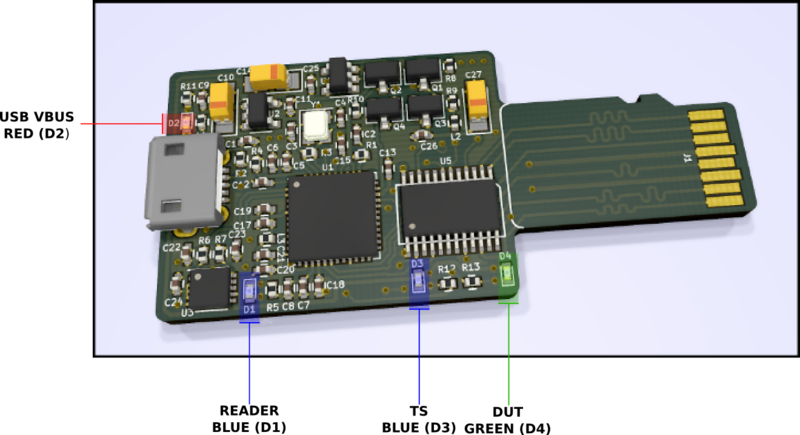 USB VBUS
RED (D2)
R11
C9
C10
C25
R8
Q2
Q1
C27
D2
C11
C4
R10
R9
Q4
Q3
IC2
L2
C1
R4
C6
C3
R3
C15
R1
C26
R2
C5
C13
U1
U5
J1
C19
C17
C22
R6
R7
C23
C20
D3
D4
R12
R13
C24
U3
D1
R5
C8
C7
C18
READER
BLUE (D1)
TS
BLUE (D3)
DUT
GREEN (D4)